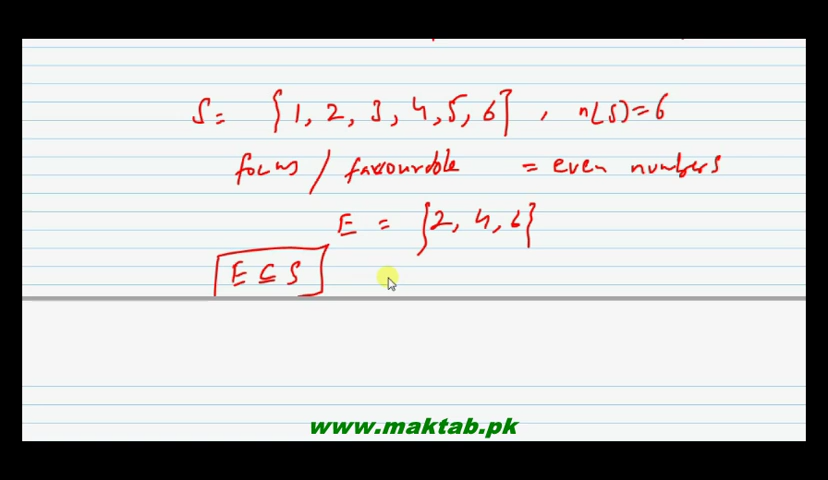 S = {1, 2, 3, 4, 5, 6} , n(S) = 6
focus / favourable = even numbers
E = {2, 4, 6}
E ⊆ S
www.maktab.pk